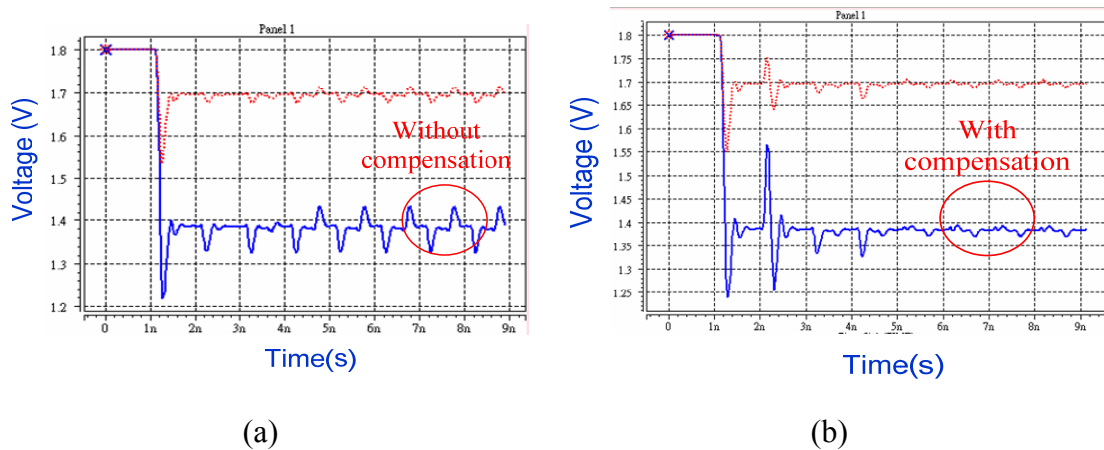 Panel 1
1.8
1.7
1.6
1.5
1.4
1.3
1.2
Voltage (V)
Without
compensation
0 1n 2n 3n 4n 5n 6n 7n 8n 9n
Time(s)
(a)
Panel 1
1.8
1.75
1.7
1.65
1.6
1.55
1.5
1.45
1.4
1.35
1.3
1.25
Voltage (V)
With
compensation
0 1n 2n 3n 4n 5n 6n 7n 8n 9n
Time(s)
(b)